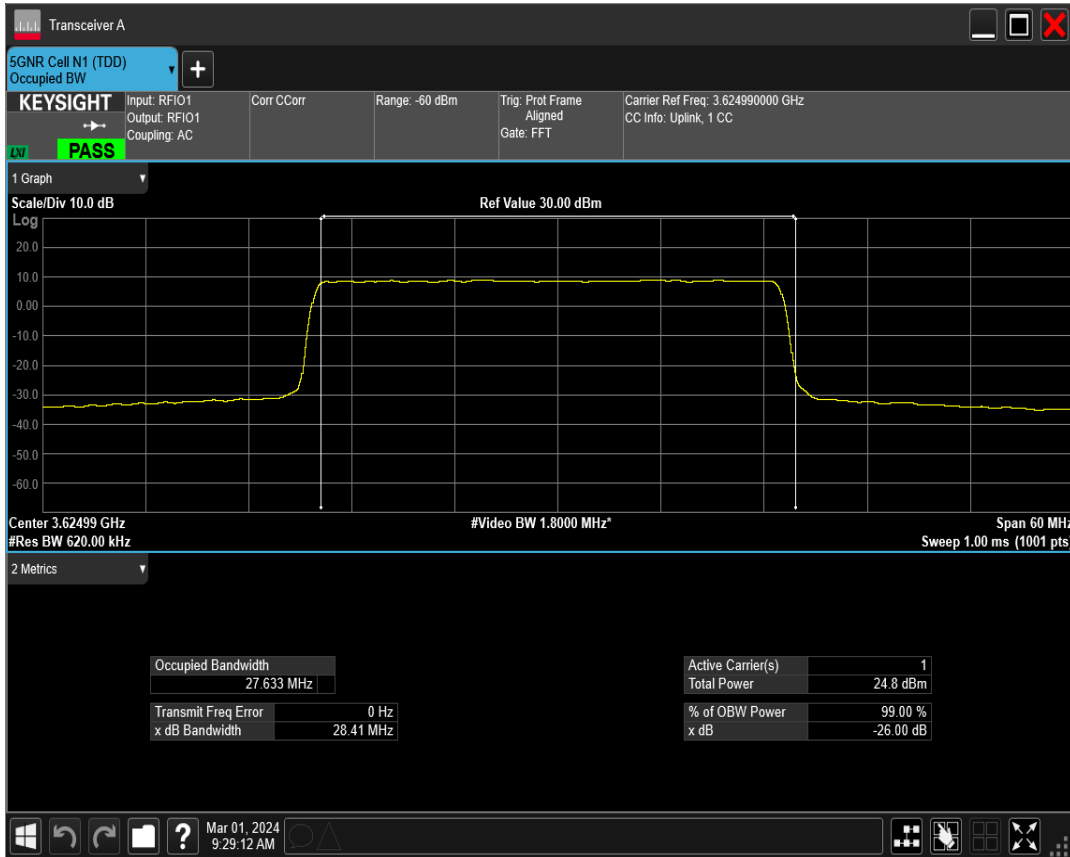 Transceiver A
5GNR Cell N1 (TDD)
Occupied BW
+
KEYSIGHT
LXI
PASS
Input: RFIO1
Output: RFIO1
Coupling: AC
Corr CCorr
Range: -60 dBm
Trig: Prot Frame
Aligned
Gate: FFT
Carrier Ref Freq: 3.624990000 GHz
CC Info: Uplink, 1 CC
1 Graph
Scale/Div 10.0 dB
Ref Value 30.00 dBm
Log
20.0
10.0
0.00
-10.0
-20.0
-30.0
-40.0
-50.0
-60.0
Center 3.62499 GHz
#Video BW 1.8000 MHz*
Span 60 MHz
#Res BW 620.00 kHz
Sweep 1.00 ms (1001 pts)
2 Metrics
Occupied Bandwidth
27.633 MHz
Transmit Freq Error 0 Hz
x dB Bandwidth 28.41 MHz
Active Carrier(s) 1
Total Power 24.8 dBm
% of OBW Power 99.00 %
x dB -26.00 dB
?
Mar 01, 2024
9:29:12 AM